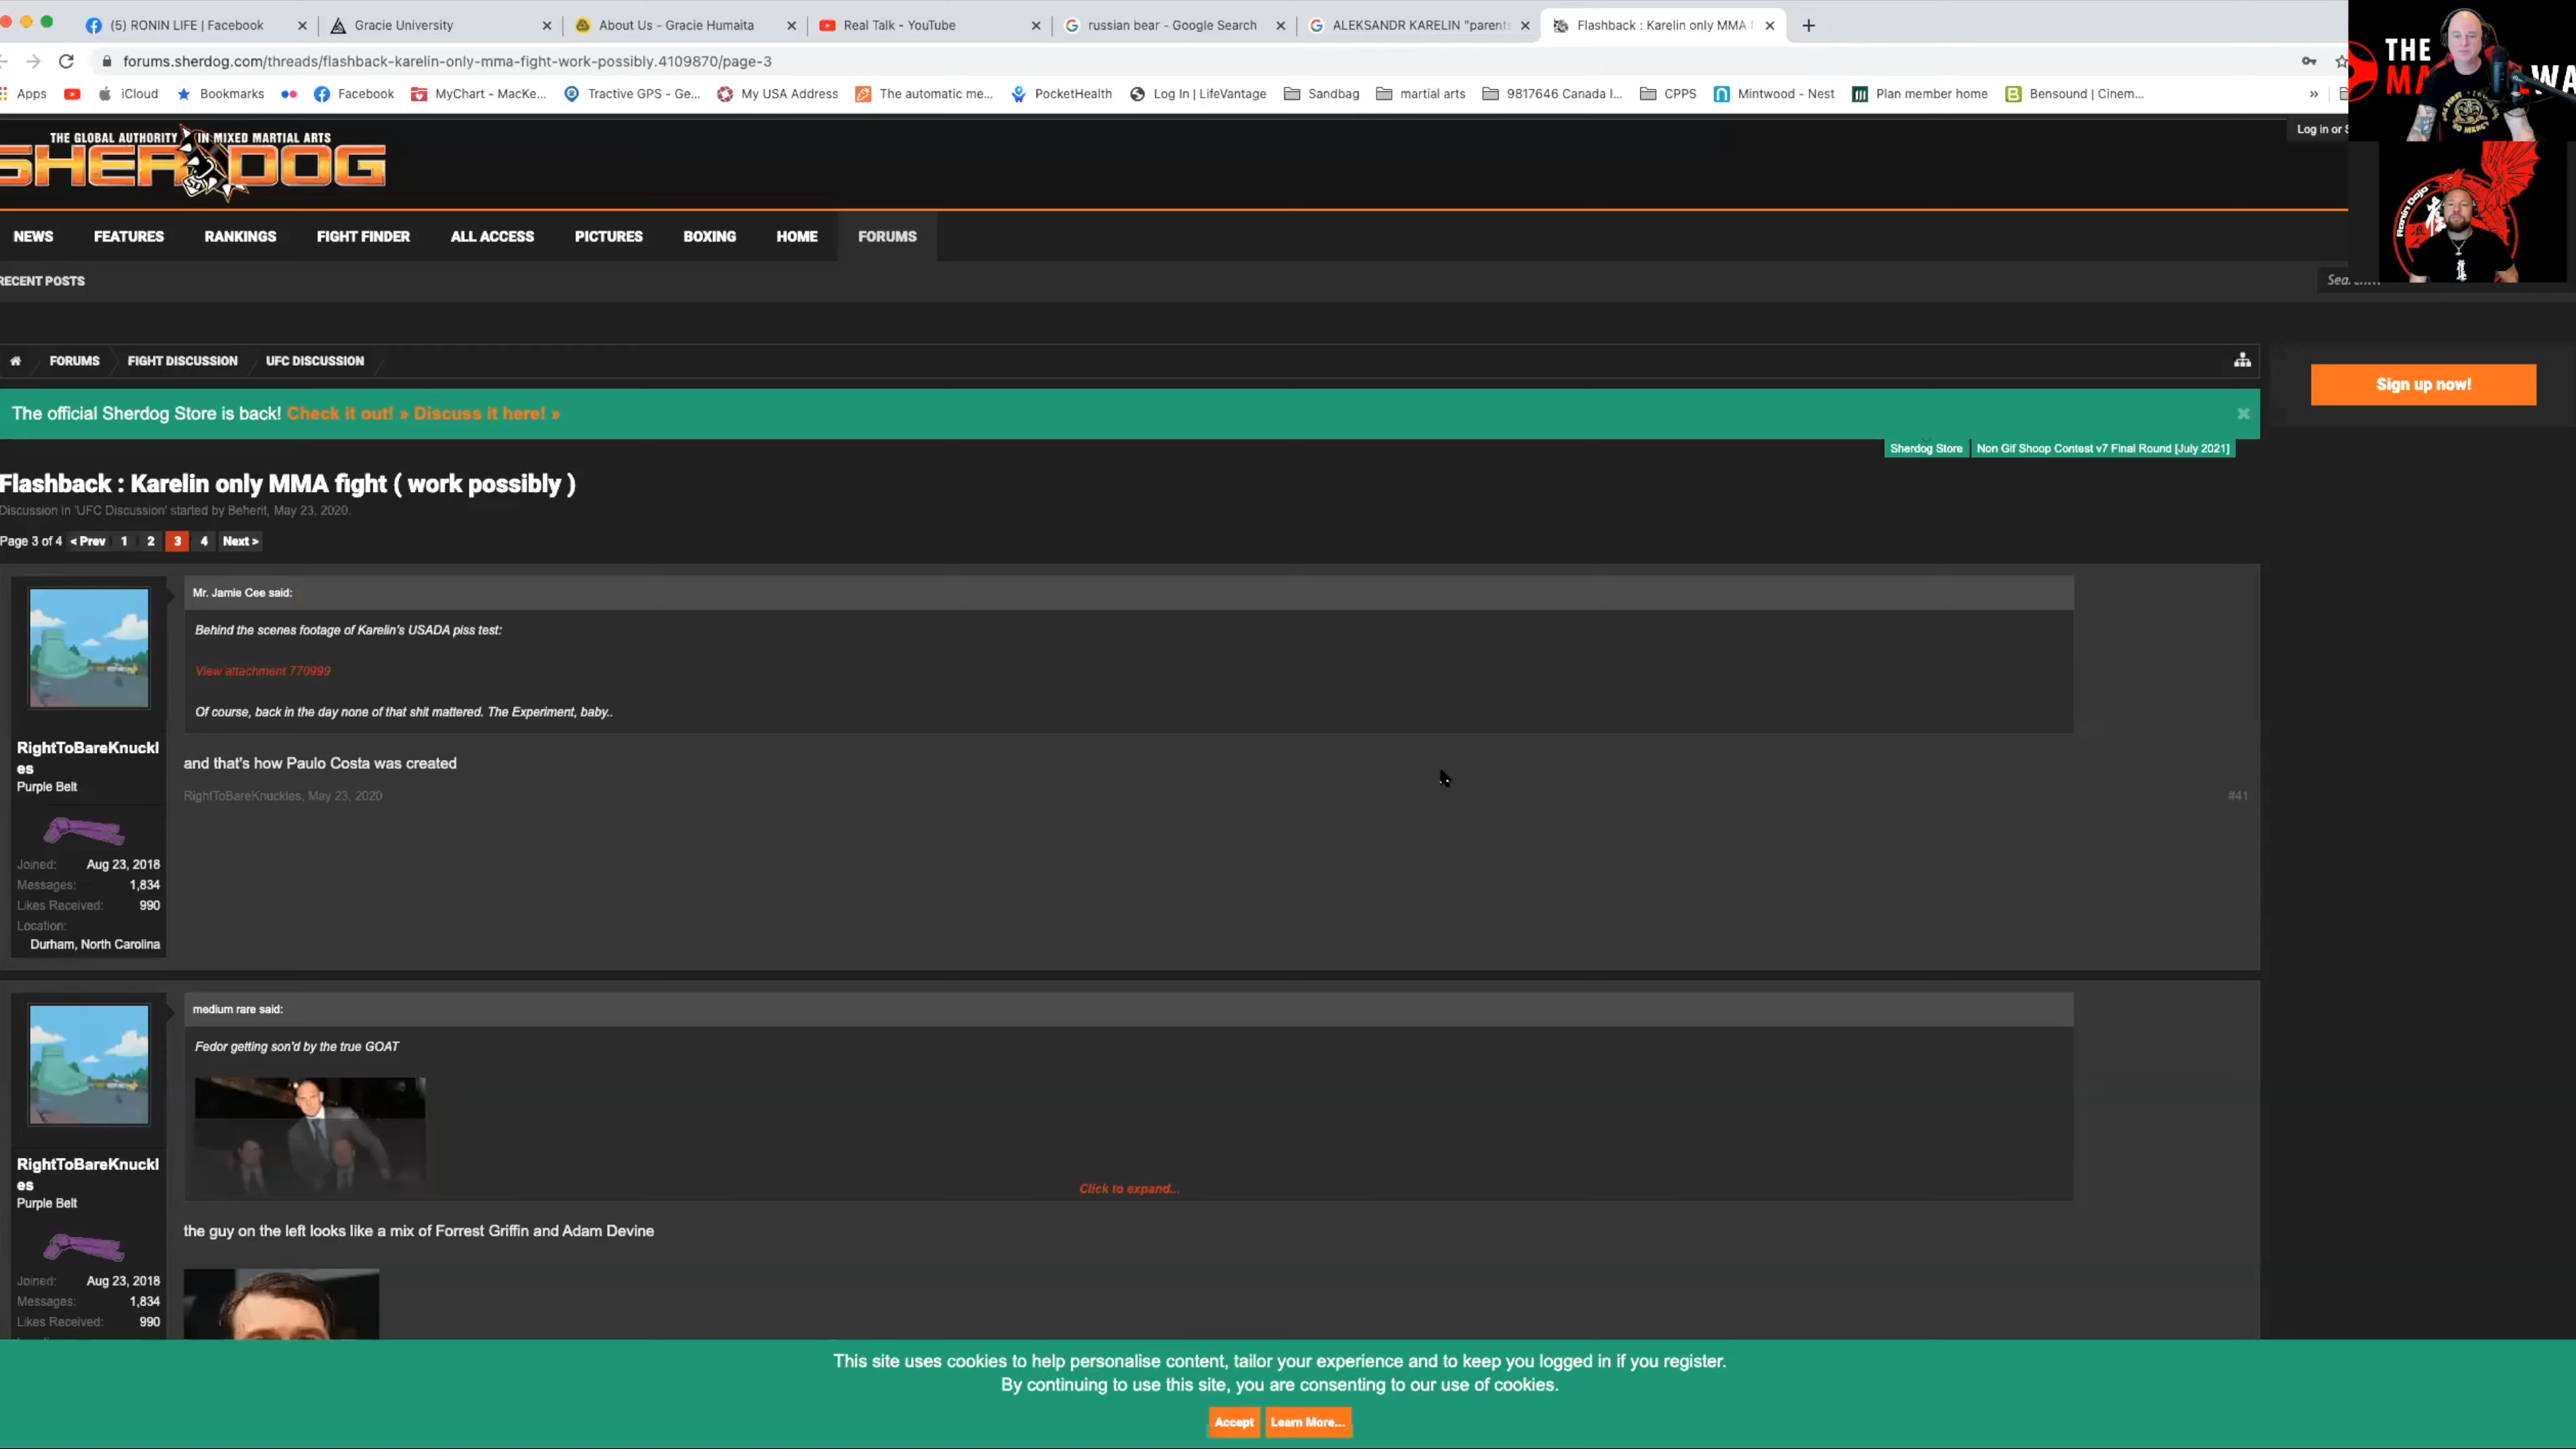 (5) RONIN LIFE | Facebook
Gracie University
About Us - Gracie Humaita
Real Talk - YouTube
russian bear - Google Search
ALEKSANDR KARELIN "parent
Flashback : Karelin only MMA f
forums.sherdog.com/threads/flashback-karelin-only-mma-fight-work-possibly.4109870/page-3
Apps
iCloud
Bookmarks
Facebook
MyChart - MacKe...
Tractive GPS - Ge...
My USA Address
The automatic me...
PocketHealth
Log In | LifeVantage
Sandbag
martial arts
9817646 Canada I...
CPPS
Mintwood - Nest
Plan member home
Bensound | Cinem...
»
THE
NO MERCY
Ronin Dojo
THE GLOBAL AUTHORITY IN MIXED MARTIAL ARTS
SHERDOG
Log in or S
NEWS
FEATURES
RANKINGS
FIGHT FINDER
ALL ACCESS
PICTURES
BOXING
HOME
FORUMS
RECENT POSTS
FORUMS
FIGHT DISCUSSION
UFC DISCUSSION
Sign up now!
The official Sherdog Store is back! Check it out! » Discuss it here! »
Sherdog Store
Non Gif Shoop Contest v7 Final Round [July 2021]
Flashback : Karelin only MMA fight ( work possibly )
Discussion in 'UFC Discussion' started by Beherit, May 23, 2020.
Page 3 of 4 < Prev 1 2 3 4 Next >
Mr. Jamie Cee said:
Behind the scenes footage of Karelin's USADA piss test:
View attachment 770999
Of course, back in the day none of that shit mattered. The Experiment, baby..
RightToBareKnuckl
es
Purple Belt
and that's how Paulo Costa was created
RightToBareKnuckles, May 23, 2020
#41
Joined: Aug 23, 2018
Messages: 1,834
Likes Received: 990
Location:
Durham, North Carolina
medium rare said:
Fedor getting son'd by the true GOAT
Click to expand...
RightToBareKnuckl
es
Purple Belt
the guy on the left looks like a mix of Forrest Griffin and Adam Devine
Joined: Aug 23, 2018
Messages: 1,834
Likes Received: 990
This site uses cookies to help personalise content, tailor your experience and to keep you logged in if you register.
By continuing to use this site, you are consenting to our use of cookies.
Accept
Learn More...